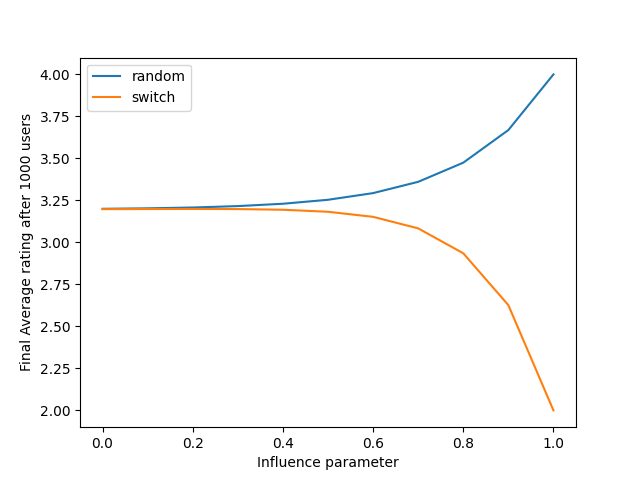 random
switch
4.00
3.75
3.50
3.25
3.00
2.75
2.50
2.25
2.00
Final Average rating after 1000 users
0.0 0.2 0.4 0.6 0.8 1.0
Influence parameter